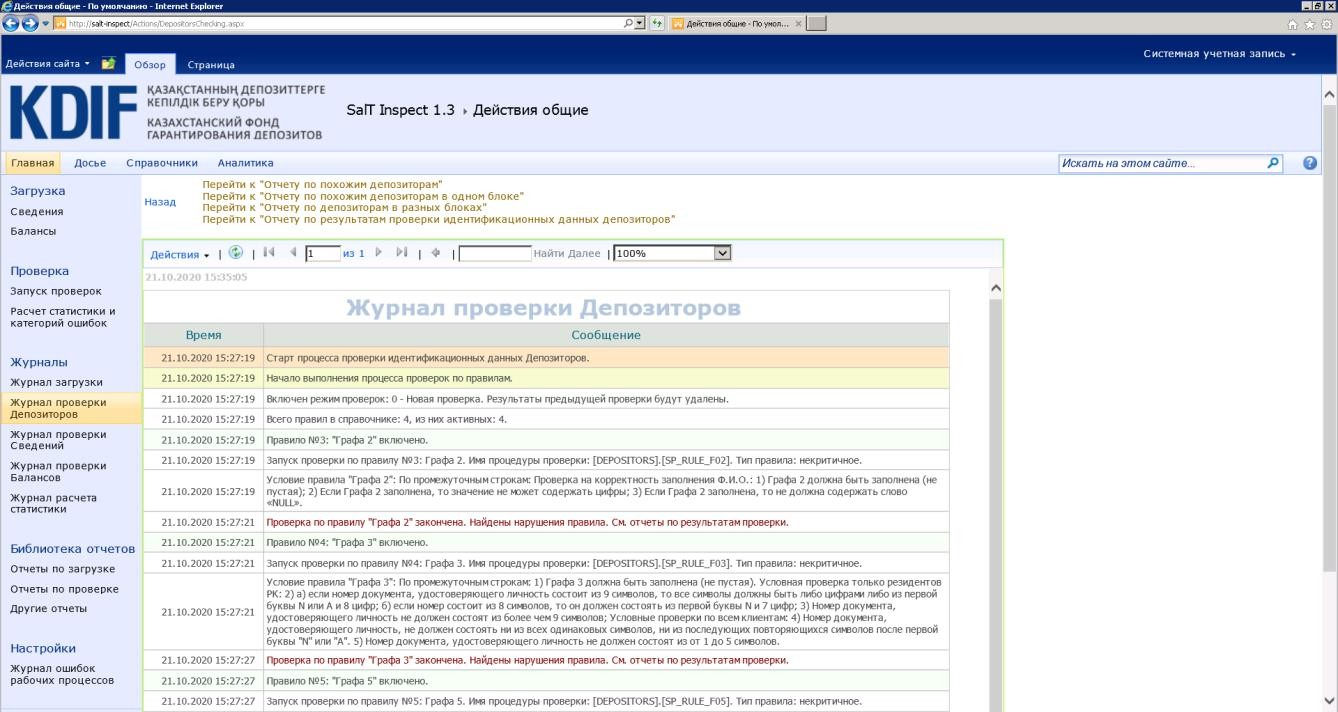 Действия общие - По умолчанию - Internet Explorer
http://salt-inspect/Actions/DepositorsChecking.aspx
Действия общие - По умол...
Системная учетная запись
Действия сайта
Обзор
Страница
KDIF
ҚАЗАҚСТАННЫҢ ДЕПОЗИТТЕРГЕ
КЕПІЛДІК БЕРУ ҚОРЫ
КАЗАХСТАНСКИЙ ФОНД
ГАРАНТИРОВАНИЯ ДЕПОЗИТОВ
SalT Inspect 1.3 Действия общие
Главная Досье Справочники Аналитика
Искать на этом сайте...
Загрузка
Сведения
Балансы
Проверка
Запуск проверок
Расчет статистики и
категорий ошибок
Журналы
Журнал загрузки
Журнал проверки
Депозиторов
Журнал проверки
Сведений
Журнал проверки
Балансов
Журнал расчета
статистики
Библиотека отчетов
Отчеты по загрузке
Отчеты по проверке
Другие отчеты
Настройки
Журнал ошибок
рабочих процессов
Назад
Перейти к "Отчету по похожим депозиторам"
Перейти к "Отчету по похожим депозиторам в одном блоке"
Перейти к "Отчету по депозиторам в разных блоках"
Перейти к "Отчету по результатам проверки идентификационных данных депозиторов"
Действия | | 1 из 1 | Найти Далее | 100%
21.10.2020 15:35:05
Журнал проверки Депозиторов
Время Сообщение
21.10.2020 15:27:19 Старт процесса проверки идентификационных данных Депозиторов.
21.10.2020 15:27:19 Начало выполнения процесса проверок по правилам.
21.10.2020 15:27:19 Включен режим проверок: 0 - Новая проверка. Результаты предыдущей проверки будут удалены.
21.10.2020 15:27:19 Всего правил в справочнике: 4, из них активных: 4.
21.10.2020 15:27:19 Правило №3: "Графа 2" включено.
21.10.2020 15:27:19 Запуск проверки по правилу №3: Графа 2. Имя процедуры проверки: [DEPOSITORS].[SP_RULE_F02]. Тип правила: некритичное.
21.10.2020 15:27:19 Условие правила "Графа 2": По промежуточным строкам: Проверка на корректность заполнения Ф.И.О.: 1) Графа 2 должна быть заполнена (не
пустая); 2) Если Графа 2 заполнена, то значение не может содержать цифры; 3) Если Графа 2 заполнена, то не должна содержать слово
«NULL».
21.10.2020 15:27:21 Проверка по правилу "Графа 2" закончена. Найдены нарушения правила. См. отчеты по результатам проверки.
21.10.2020 15:27:21 Правило №4: "Графа 3" включено.
21.10.2020 15:27:21 Запуск проверки по правилу №4: Графа 3. Имя процедуры проверки: [DEPOSITORS].[SP_RULE_F03]. Тип правила: некритичное.
21.10.2020 15:27:21 Условие правила "Графа 3": По промежуточным строкам: 1) Графа 3 должна быть заполнена (не пустая). Условная проверка только резидентов
РК: 2) а) если номер документа, удостоверяющего личность состоит из 9 символов, то все символы должны быть либо цифрами либо из первой
буквы N или А и 8 цифр; б) если номер состоит из 8 символов, то он должен состоять из первой буквы N и 7 цифр; 3) Номер документа,
удостоверяющего личность не должен состоят из более чем 9 символов; Условные проверки по всем клиентам: 4) Номер документа,
удостоверяющего личность, не должен состоять ни из всех одинаковых символов, ни из последующих повторяющихся символов после первой
буквы "N" или "А". 5) Номер документа, удостоверяющего личность не должен состоят из от 1 до 5 символов.
21.10.2020 15:27:27 Проверка по правилу "Графа 3" закончена. Найдены нарушения правила. См. отчеты по результатам проверки.
21.10.2020 15:27:27 Правило №5: "Графа 5" включено.
21.10.2020 15:27:27 Запуск проверки по правилу №5: Графа 5. Имя процедуры проверки: [DEPOSITORS].[SP_RULE_F05]. Тип правила: некритичное.